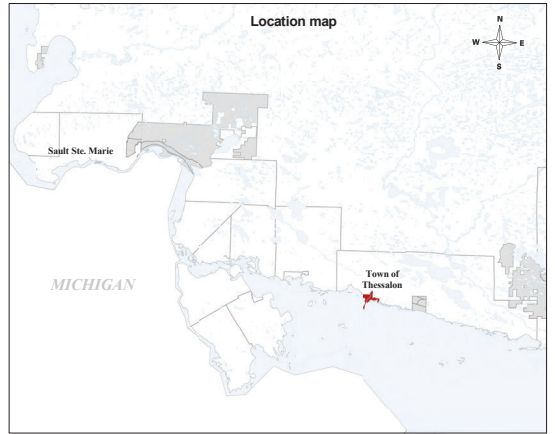 Location map
N
W E
S
Sault Ste. Marie
MICHIGAN
Town of
Thessalon